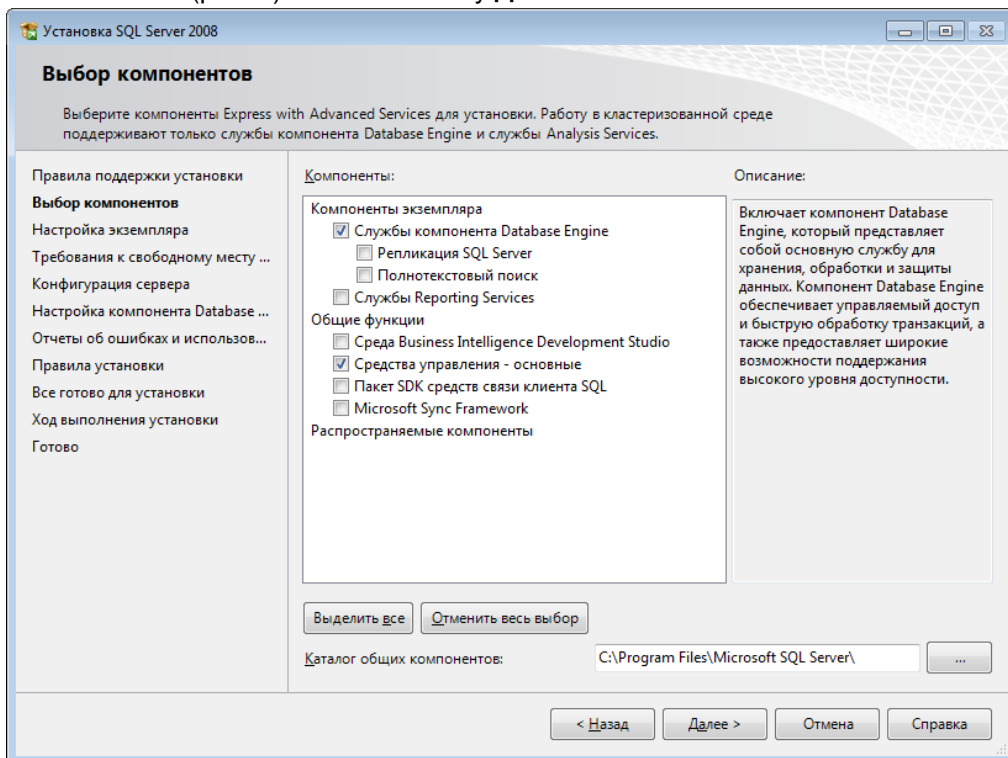 Установка SQL Server 2008
Выбор компонентов
Выберите компоненты Express with Advanced Services для установки. Работу в кластеризованной среде
поддерживают только службы компонента Database Engine и службы Analysis Services.
Правила поддержки установки
Выбор компонентов
Настройка экземпляра
Требования к свободному месту ...
Конфигурация сервера
Настройка компонента Database ...
Отчеты об ошибках и использов...
Правила установки
Все готово для установки
Ход выполнения установки
Готово
Компоненты:
Компоненты экземпляра
Службы компонента Database Engine
Репликация SQL Server
Полнотекстовый поиск
Службы Reporting Services
Общие функции
Среда Business Intelligence Development Studio
Средства управления - основные
Пакет SDK средств связи клиента SQL
Microsoft Sync Framework
Распространяемые компоненты
Описание:
Включает компонент Database
Engine, который представляет
собой основную службу для
хранения, обработки и защиты
данных. Компонент Database Engine
обеспечивает управляемый доступ
и быструю обработку транзакций, а
также предоставляет широкие
возможности поддержания
высокого уровня доступности.
Выделить все
Отменить весь выбор
Каталог общих компонентов:
C:\Program Files\Microsoft SQL Server\
...
< Назад
Далее >
Отмена
Справка